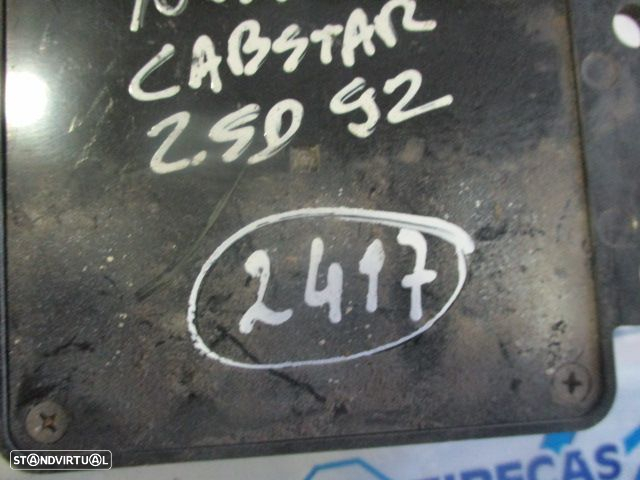 CABSTAR
2.5D 92
2417
STANDVIRTUAL